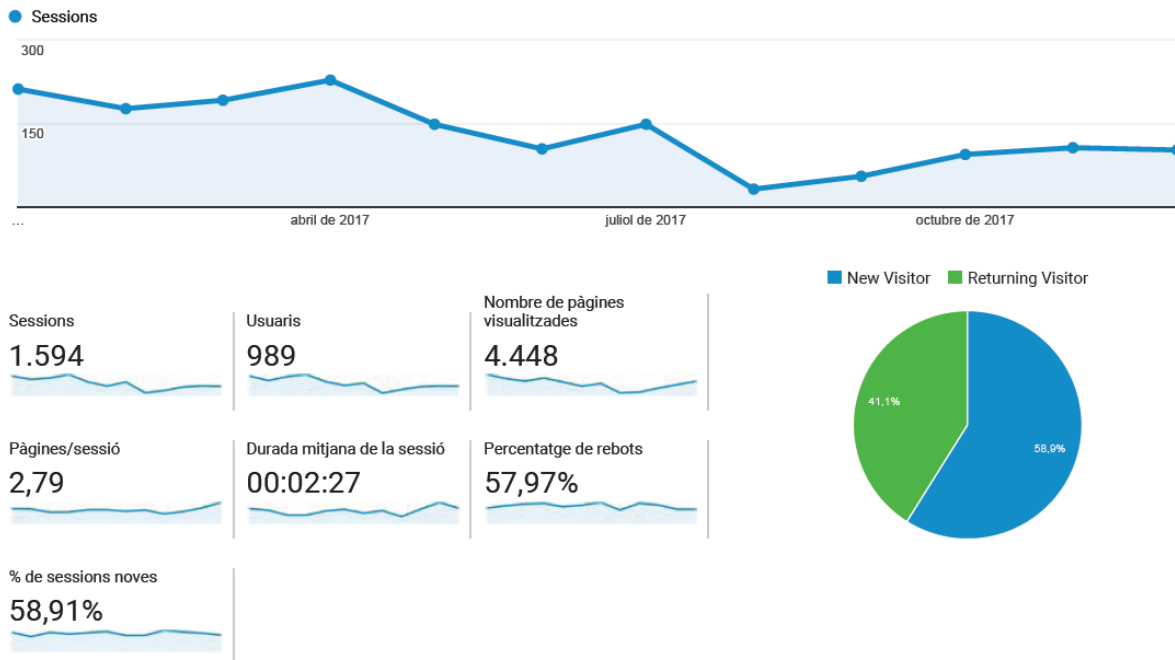 Sessions
300
150
...
abril de 2017
juliol de 2017
octubre de 2017
New Visitor
Returning Visitor
Sessions
1.594
Usuaris
989
Nombre de pàgines
visualitzades
4.448
Pàgines/sessió
2,79
Durada mitjana de la sessió
00:02:27
Percentatge de rebots
57,97%
% de sessions noves
58,91%
41,1%
58,9%